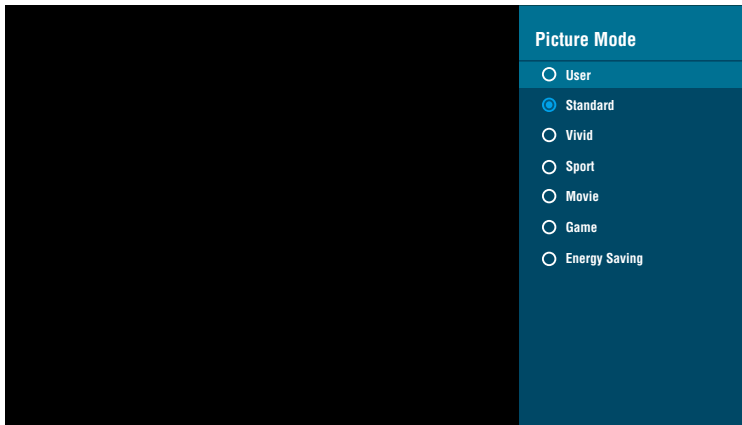 Picture Mode
User
Standard
Vivid
Sport
Movie
Game
Energy Saving